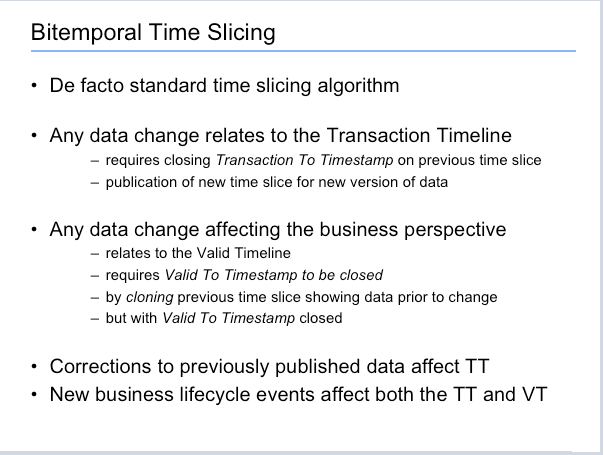 Bitemporal Time Slicing
• De facto standard time slicing algorithm
• Any data change relates to the Transaction Timeline
– requires closing Transaction To Timestamp on previous time slice
– publication of new time slice for new version of data
• Any data change affecting the business perspective
– relates to the Valid Timeline
– requires Valid To Timestamp to be closed
– by cloning previous time slice showing data prior to change
– but with Valid To Timestamp closed
• Corrections to previously published data affect TT
• New business lifecycle events affect both the TT and VT